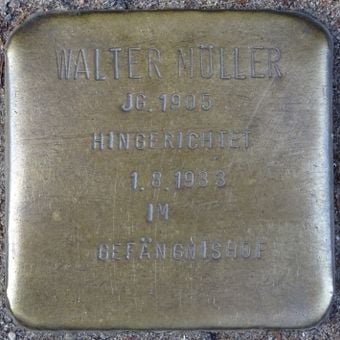 WALTER MÖLLER
JG. 1905
HINGERICHTET
1.8.1933
IM
GEFÄNGNISHOF